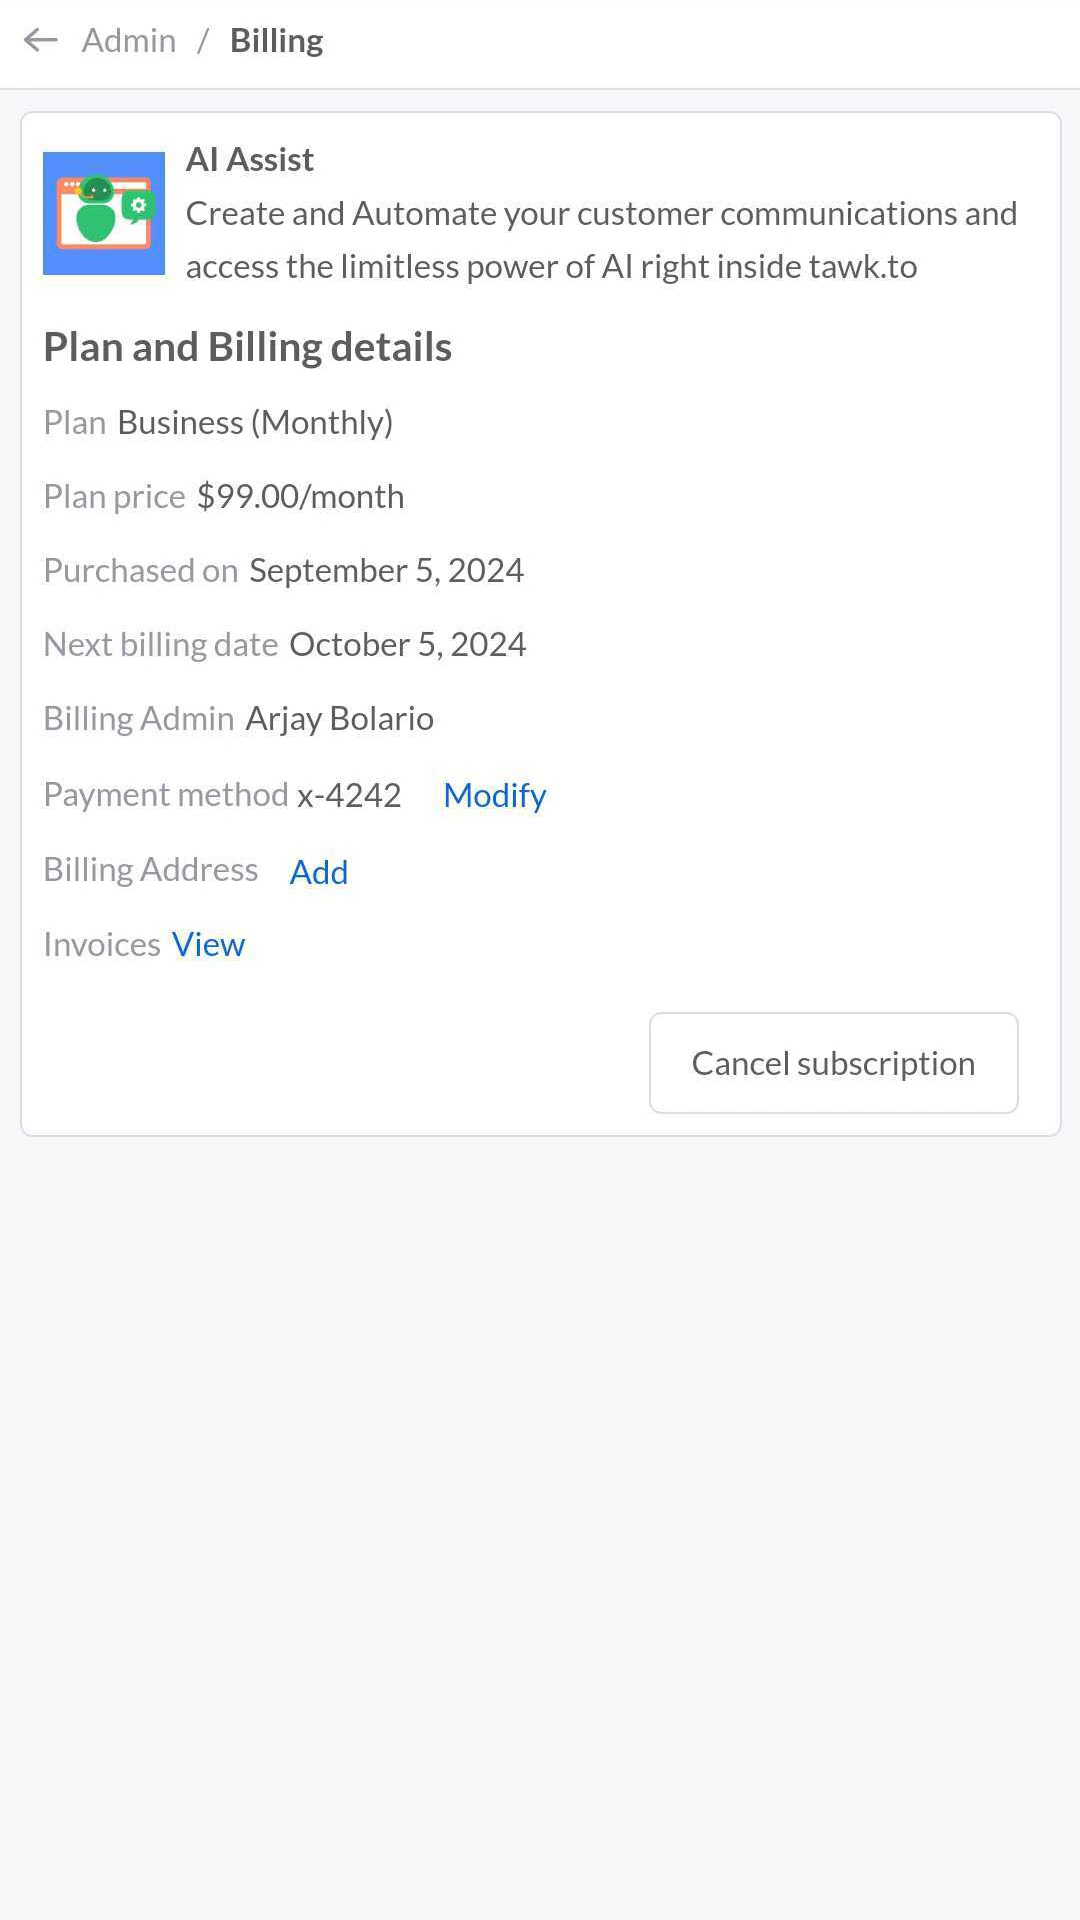 Admin / Billing
AI Assist
Create and Automate your customer communications and
access the limitless power of AI right inside tawk.to
Plan and Billing details
Plan Business (Monthly)
Plan price $99.00/month
Purchased on September 5, 2024
Next billing date October 5, 2024
Billing Admin Arjay Bolario
Payment method x-4242 Modify
Billing Address Add
Invoices View
Cancel subscription